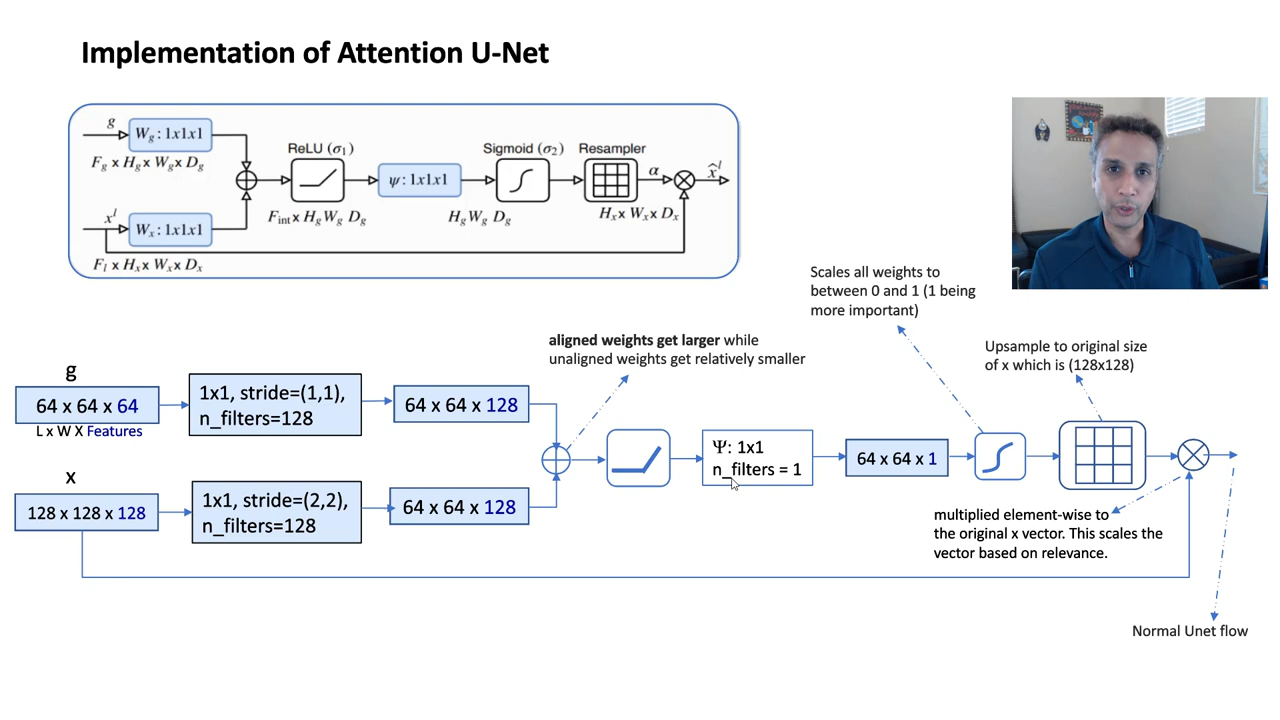 Implementation of Attention U-Net
g
W_g : 1x1x1
F_g x H_g x W_g x D_g
x^l
W_x : 1x1x1
F_l x H_x x W_x x D_x
ReLU (σ_1)
F_int x H_g W_g D_g
ψ : 1x1x1
Sigmoid (σ_2)
H_g W_g D_g
Resampler
H_x x W_x x D_x
α
x̂^l
Scales all weights to
between 0 and 1 (1 being
more important)
aligned weights get larger while
unaligned weights get relatively smaller
Upsample to original size
of x which is (128x128)
g
64 x 64 x 64
L x W X Features
1x1, stride=(1,1),
n_filters=128
64 x 64 x 128
x
128 x 128 x 128
1x1, stride=(2,2),
n_filters=128
64 x 64 x 128
Ψ: 1x1
n_filters = 1
64 x 64 x 1
multiplied element-wise to
the original x vector. This scales the
vector based on relevance.
Normal Unet flow